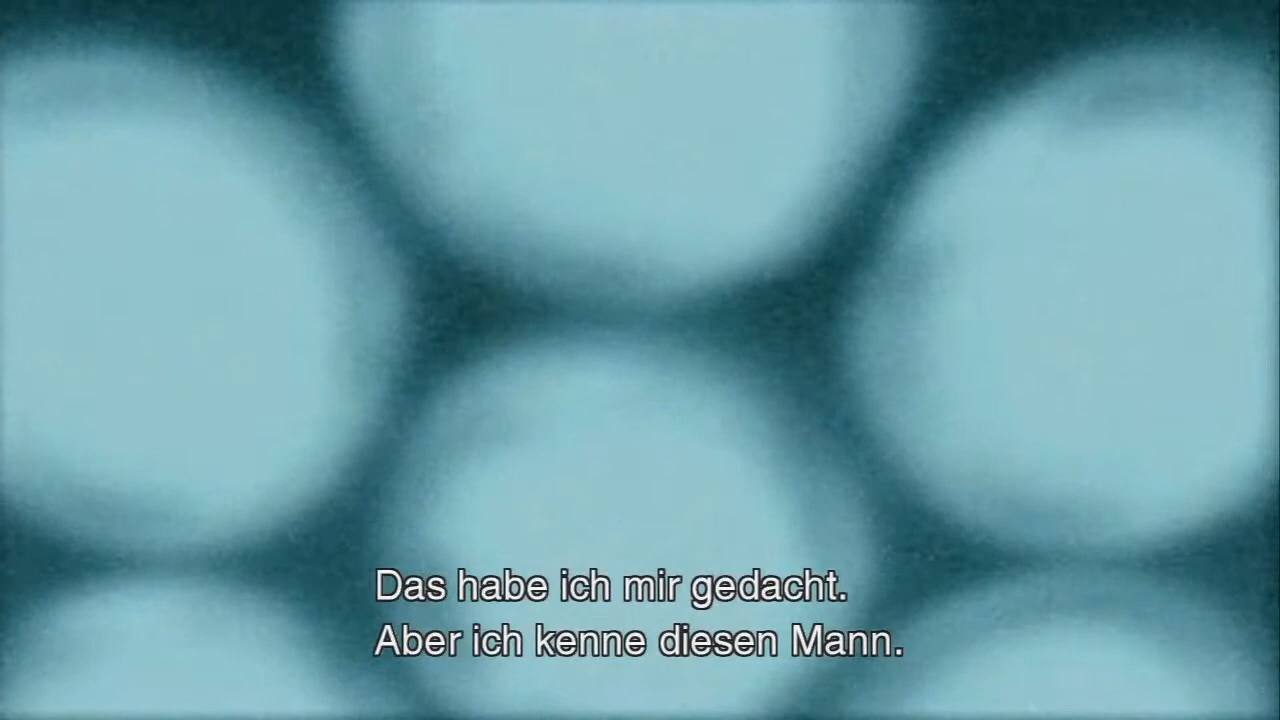 Das habe ich mir gedacht.
Aber ich kenne diesen Mann.